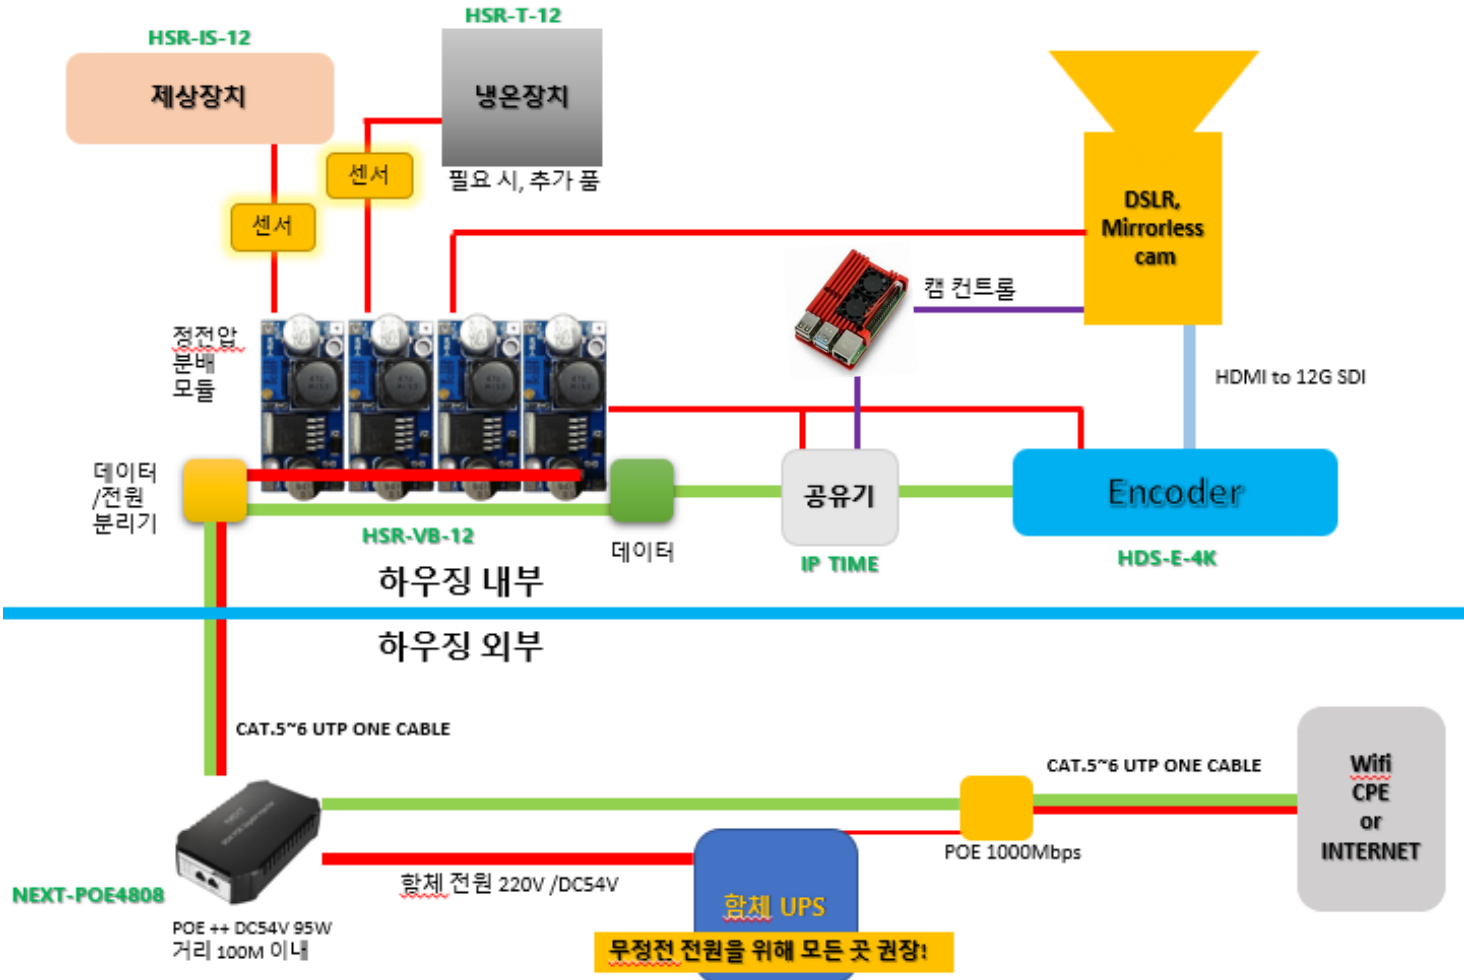 HSR-T-12
HSR-IS-12
제상장치
냉온장치
센서
필요 시, 추가 품
센서
DSLR,
Mirrorless
cam
캠 컨트롤
정전압
분배
모듈
HDMI to 12G SDI
데이터
/전원
분리기
공유기
Encoder
HSR-VB-12
데이터
IP TIME
HDS-E-4K
하우징 내부
하우징 외부
CAT.5~6 UTP ONE CABLE
CAT.5~6 UTP ONE CABLE
Wifi
CPE
or
INTERNET
POE 1000Mbps
NEXT-POE4808
함체 전원 220V /DC54V
POE ++ DC54V 95W
거리 100M 이내
함체 UPS
무정전 전원을 위해 모든 곳 권장!